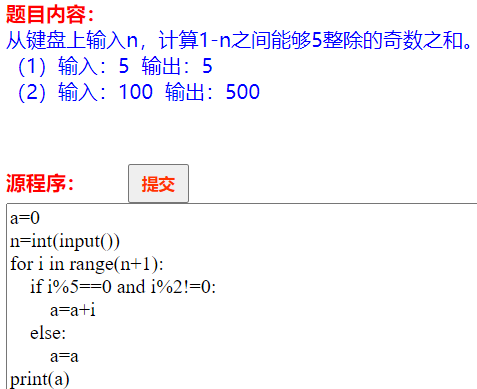 题目内容：
从键盘上输入n，计算1-n之间能够5整除的奇数之和。
（1）输入：5 输出：5
（2）输入：100 输出：500
源程序： 提交
a=0
n=int(input())
for i in range(n+1):
    if i%5==0 and i%2!=0:
        a=a+i
    else:
        a=a
print(a)